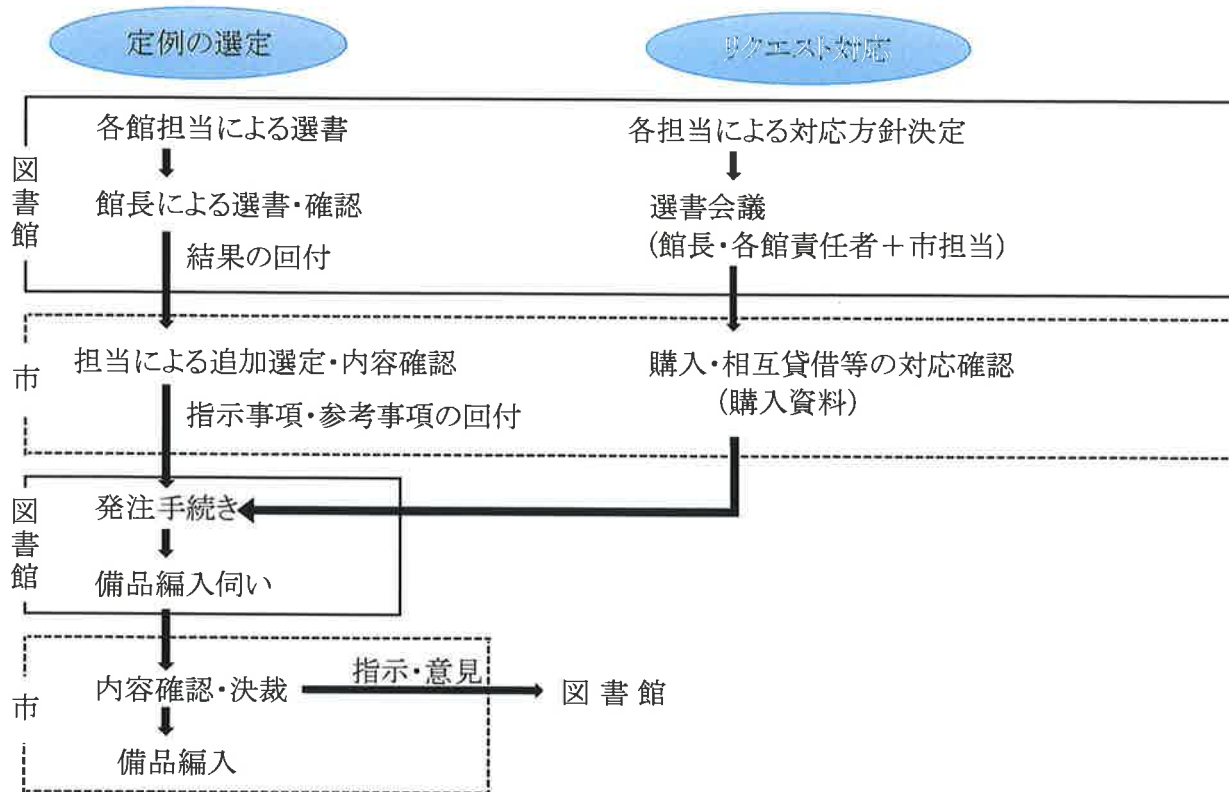 定例の選定
リクエスト対応
図書館
各館担当による選書
館長による選書・確認
結果の回付
各担当による対応方針決定
選書会議
(館長・各館責任者＋市担当)
市
担当による追加選定・内容確認
指示事項・参考事項の回付
購入・相互貸借等の対応確認
(購入資料)
図書館
発注手続き
備品編入伺い
市
内容確認・決裁
指示・意見
図書館
備品編入